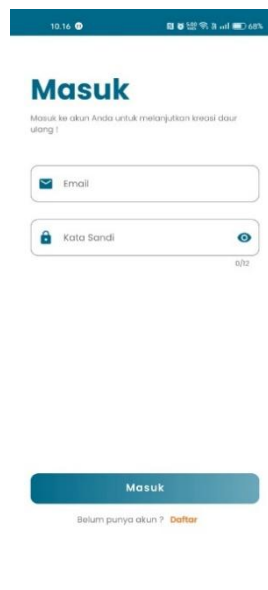 10.16
68%
Masuk
Masuk ke akun Anda untuk melanjutkan kreasi daur
ulang !
Email
Kata Sandi
0/12
Masuk
Belum punya akun ? Daftar